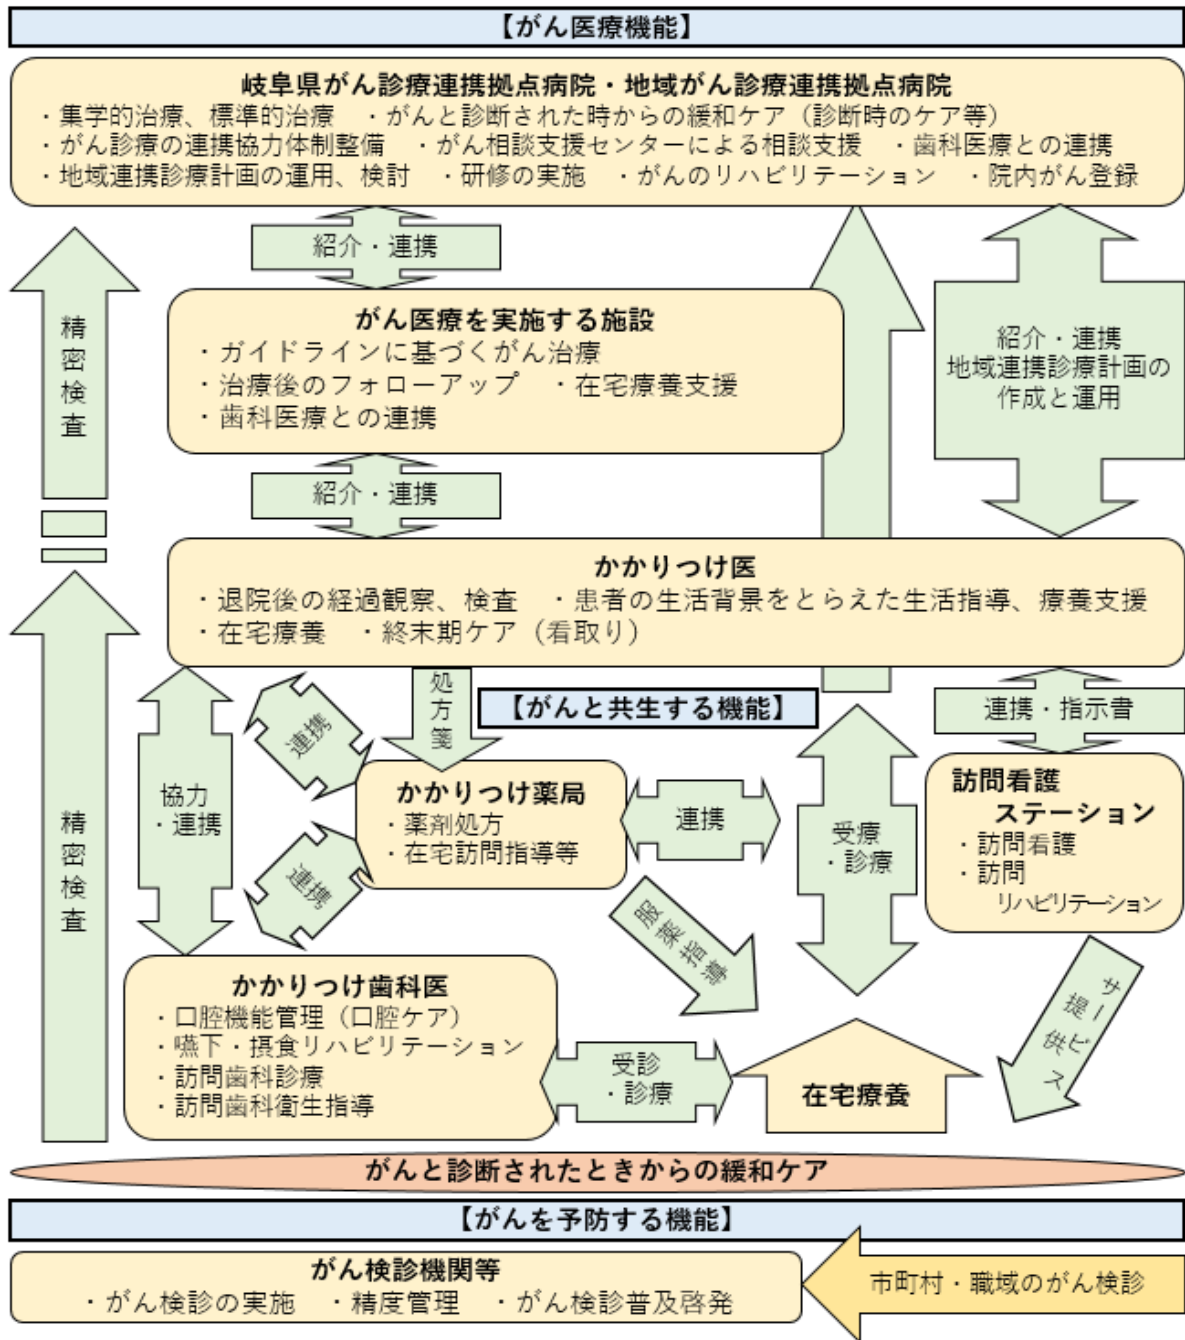 【がん医療機能】
岐阜県がん診療連携拠点病院・地域がん診療連携拠点病院
・集学的治療、標準的治療 ・がんと診断された時からの緩和ケア（診断時のケア等）
・がん診療の連携協力体制整備 ・がん相談支援センターによる相談支援 ・歯科医療との連携
・地域連携診療計画の運用、検討 ・研修の実施 ・がんのリハビリテーション ・院内がん登録
紹介・連携
精密検査
がん医療を実施する施設
・ガイドラインに基づくがん治療
・治療後のフォローアップ ・在宅療養支援
・歯科医療との連携
紹介・連携
地域連携診療計画の
作成と運用
紹介・連携
かかりつけ医
・退院後の経過観察、検査 ・患者の生活背景をとらえた生活指導、療養支援
・在宅療養 ・終末期ケア（看取り）
処方箋
【がんと共生する機能】
連携・指示書
連携
協力
・連携
かかりつけ薬局
・薬剤処方
・在宅訪問指導等
連携
受療
・診療
訪問看護
ステーション
・訪問看護
・訪問
リハビリテーション
精密検査
連携
服薬指導
サービス
提供
かかりつけ歯科医
・口腔機能管理（口腔ケア）
・嚥下・摂食リハビリテーション
・訪問歯科診療
・訪問歯科衛生指導
受診
・診療
在宅療養
がんと診断されたときからの緩和ケア
【がんを予防する機能】
がん検診機関等
・がん検診の実施 ・精度管理 ・がん検診普及啓発
市町村・職域のがん検診